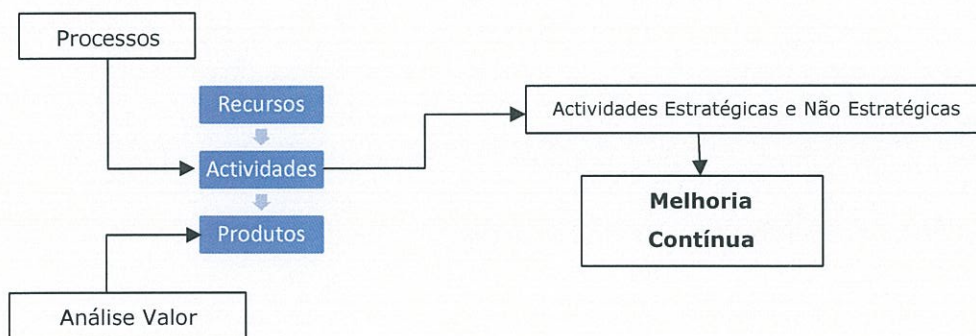 Processos
Recursos
Actividades Estratégicas e Não Estratégicas
Actividades
Melhoria
Contínua
Produtos
Análise Valor